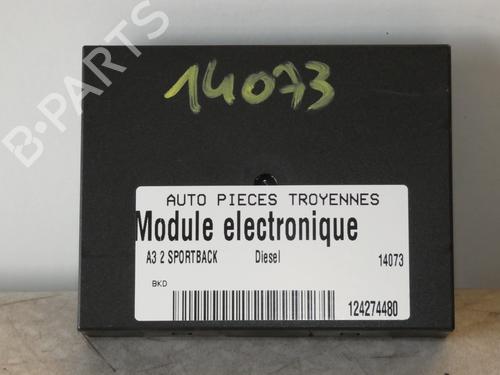 14073
B-PARTS
AUTO PIECES TROYENNES
Module electronique
A3 2 SPORTBACK Diesel 14073
BKD
124274480